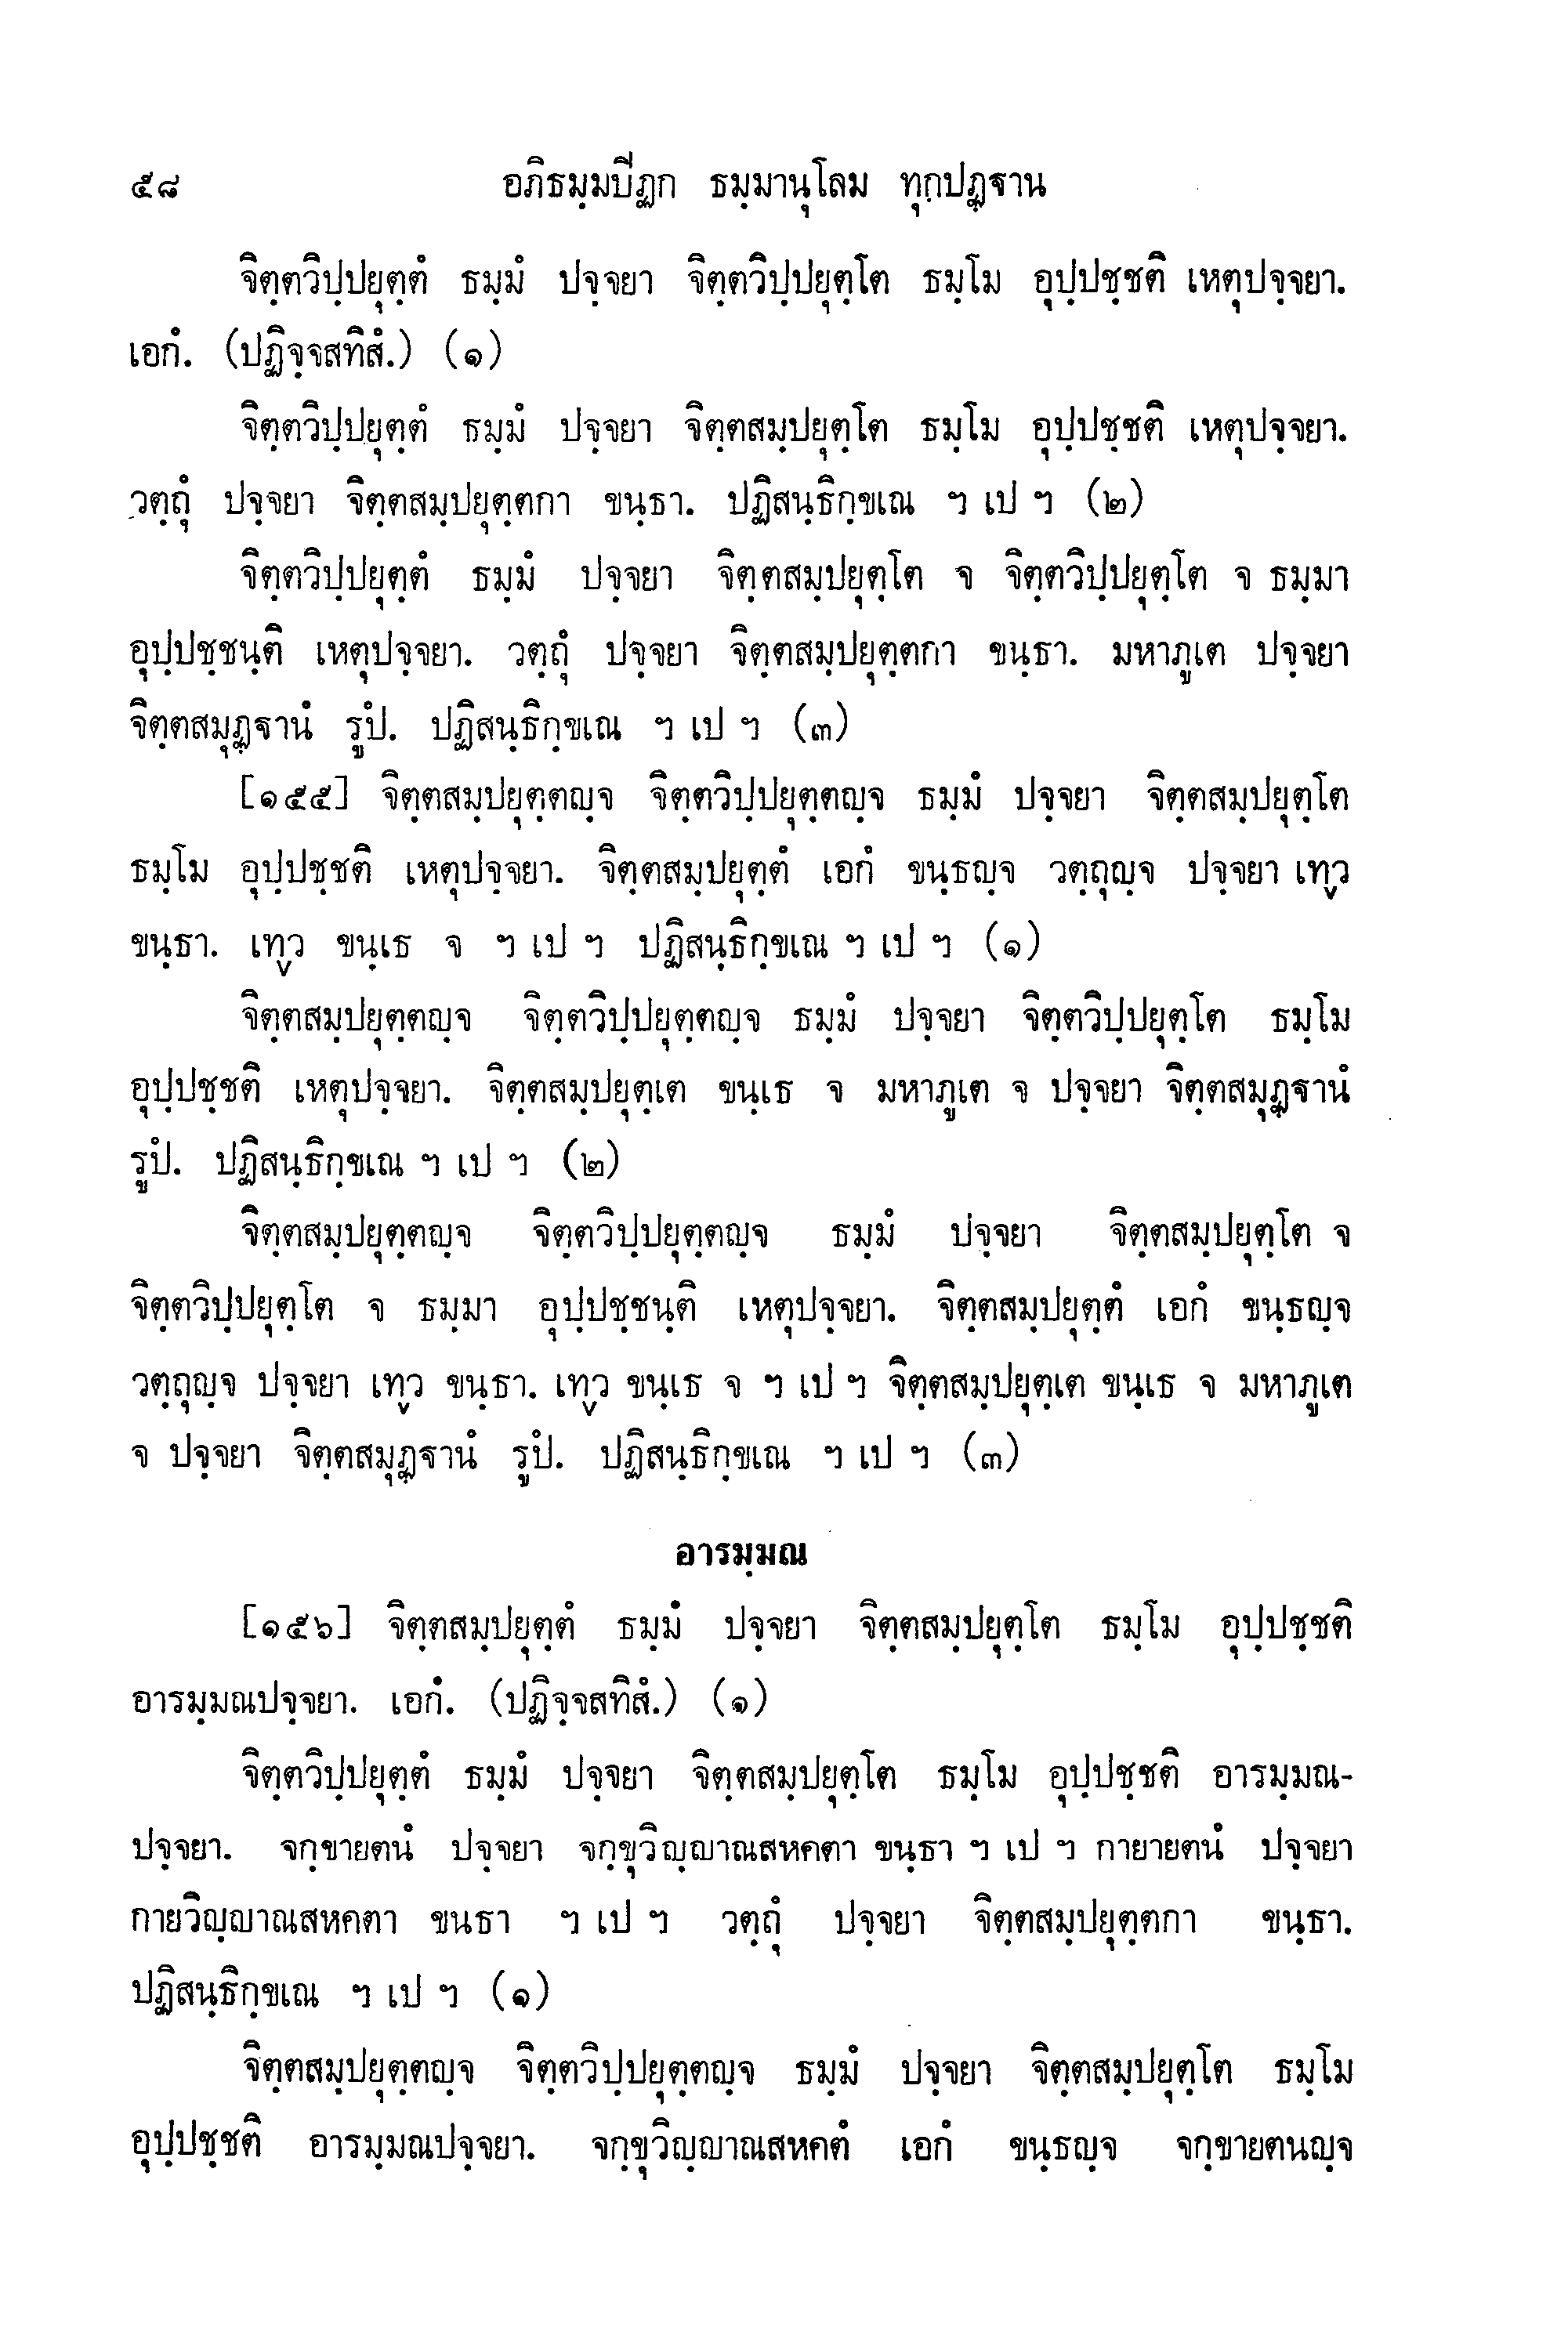 ๕๘ อภิธมฺมปีฏก ธมฺมานุโลม ทุกฺปฏฺฐาน
จิตฺตวิปฺปยุตฺตํ ธมฺมํ ปจฺจยา จิตฺตวิปฺปยุตฺโต ธมฺโม อุปฺปชฺชติ เหตุปจฺจยา.
เอกํ. (ปฏิจฺจสทิสํ.) (๑)
จิตฺตวิปฺปยุตฺตํ ธมฺมํ ปจฺจยา จิตฺตสมฺปยุตฺโต ธมฺโม อุปฺปชฺชติ เหตุปจฺจยา.
วตฺถุํ ปจฺจยา จิตฺตสมฺปยุตฺตกา ขนฺธา. ปฏิสนฺธิกฺขเณ ฯ เป ฯ (๒)
จิตฺตวิปฺปยุตฺตํ ธมฺมํ ปจฺจยา จิตฺตสมฺปยุตฺโต จ จิตฺตวิปฺปยุตฺโต จ ธมฺมา
อุปฺปชฺชนฺติ เหตุปจฺจยา. วตฺถุํ ปจฺจยา จิตฺตสมฺปยุตฺตกา ขนฺธา. มหาภูเต ปจฺจยา
จิตฺตสมุฏฺฐานํ รูปํ. ปฏิสนฺธิกฺขเณ ฯ เป ฯ (๓)
[๑๕๕] จิตฺตสมฺปยุตฺตญฺจ จิตฺตวิปฺปยุตฺตญฺจ ธมฺมํ ปจฺจยา จิตฺตสมฺปยุตฺโต
ธมฺโม อุปฺปชฺชติ เหตุปจฺจยา. จิตฺตสมฺปยุตฺตํ เอกํ ขนฺธญฺจ วตฺถุญฺจ ปจฺจยา เทฺว
ขนฺธา. เทฺว ขนฺเธ จ ฯ เป ฯ ปฏิสนฺธิกฺขเณ ฯ เป ฯ (๑)
จิตฺตสมฺปยุตฺตญฺจ จิตฺตวิปฺปยุตฺตญฺจ ธมฺมํ ปจฺจยา จิตฺตวิปฺปยุตฺโต ธมฺโม
อุปฺปชฺชติ เหตุปจฺจยา. จิตฺตสมฺปยุตฺเต ขนฺเธ จ มหาภูเต จ ปจฺจยา จิตฺตสมุฏฺฐานํ
รูปํ. ปฏิสนฺธิกฺขเณ ฯ เป ฯ (๒)
จิตฺตสมฺปยุตฺตญฺจ จิตฺตวิปฺปยุตฺตญฺจ ธมฺมํ ปจฺจยา จิตฺตสมฺปยุตฺโต จ
จิตฺตวิปฺปยุตฺโต จ ธมฺมา อุปฺปชฺชนฺติ เหตุปจฺจยา. จิตฺตสมฺปยุตฺตํ เอกํ ขนฺธญฺจ
วตฺถุญฺจ ปจฺจยา เทฺว ขนฺธา. เทฺว ขนฺเธ จ ฯ เป ฯ จิตฺตสมฺปยุตฺเต ขนฺเธ จ มหาภูเต
จ ปจฺจยา จิตฺตสมุฏฺฐานํ รูปํ. ปฏิสนฺธิกฺขเณ ฯ เป ฯ (๓)
อารมฺมณ
[๑๕๖] จิตฺตสมฺปยุตฺตํ ธมฺมํ ปจฺจยา จิตฺตสมฺปยุตฺโต ธมฺโม อุปฺปชฺชติ
อารมฺมณปจฺจยา. เอกํ. (ปฏิจฺจสทิสํ.) (๑)
จิตฺตวิปฺปยุตฺตํ ธมฺมํ ปจฺจยา จิตฺตสมฺปยุตฺโต ธมฺโม อุปฺปชฺชติ อารมฺมณ-
ปจฺจยา. จกฺขายตนํ ปจฺจยา จกฺขุวิญฺญาณสหคตา ขนฺธา ฯ เป ฯ กายายตนํ ปจฺจยา
กายวิญฺญาณสหคตา ขนธา ฯ เป ฯ วตฺถุํ ปจฺจยา จิตฺตสมฺปยุตฺตกา ขนฺธา.
ปฏิสนฺธิกฺขเณ ฯ เป ฯ (๑)
จิตฺตสมฺปยุตฺตญฺจ จิตฺตวิปฺปยุตฺตญฺจ ธมฺมํ ปจฺจยา จิตฺตสมฺปยุตฺโต ธมฺโม
อุปฺปชฺชติ อารมฺมณปจฺจยา. จกฺขุวิญฺญาณสหคตํ เอกํ ขนฺธญฺจ จกฺขายตนญฺจ